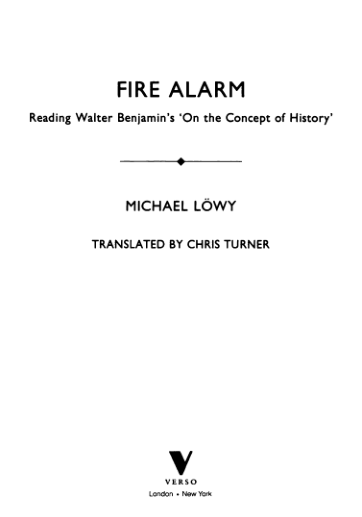 FIRE ALARM
Reading Walter Benjamin's 'On the Concept of History'
MICHAEL LÖWY
TRANSLATED BY CHRIS TURNER
VERSO
London • New York